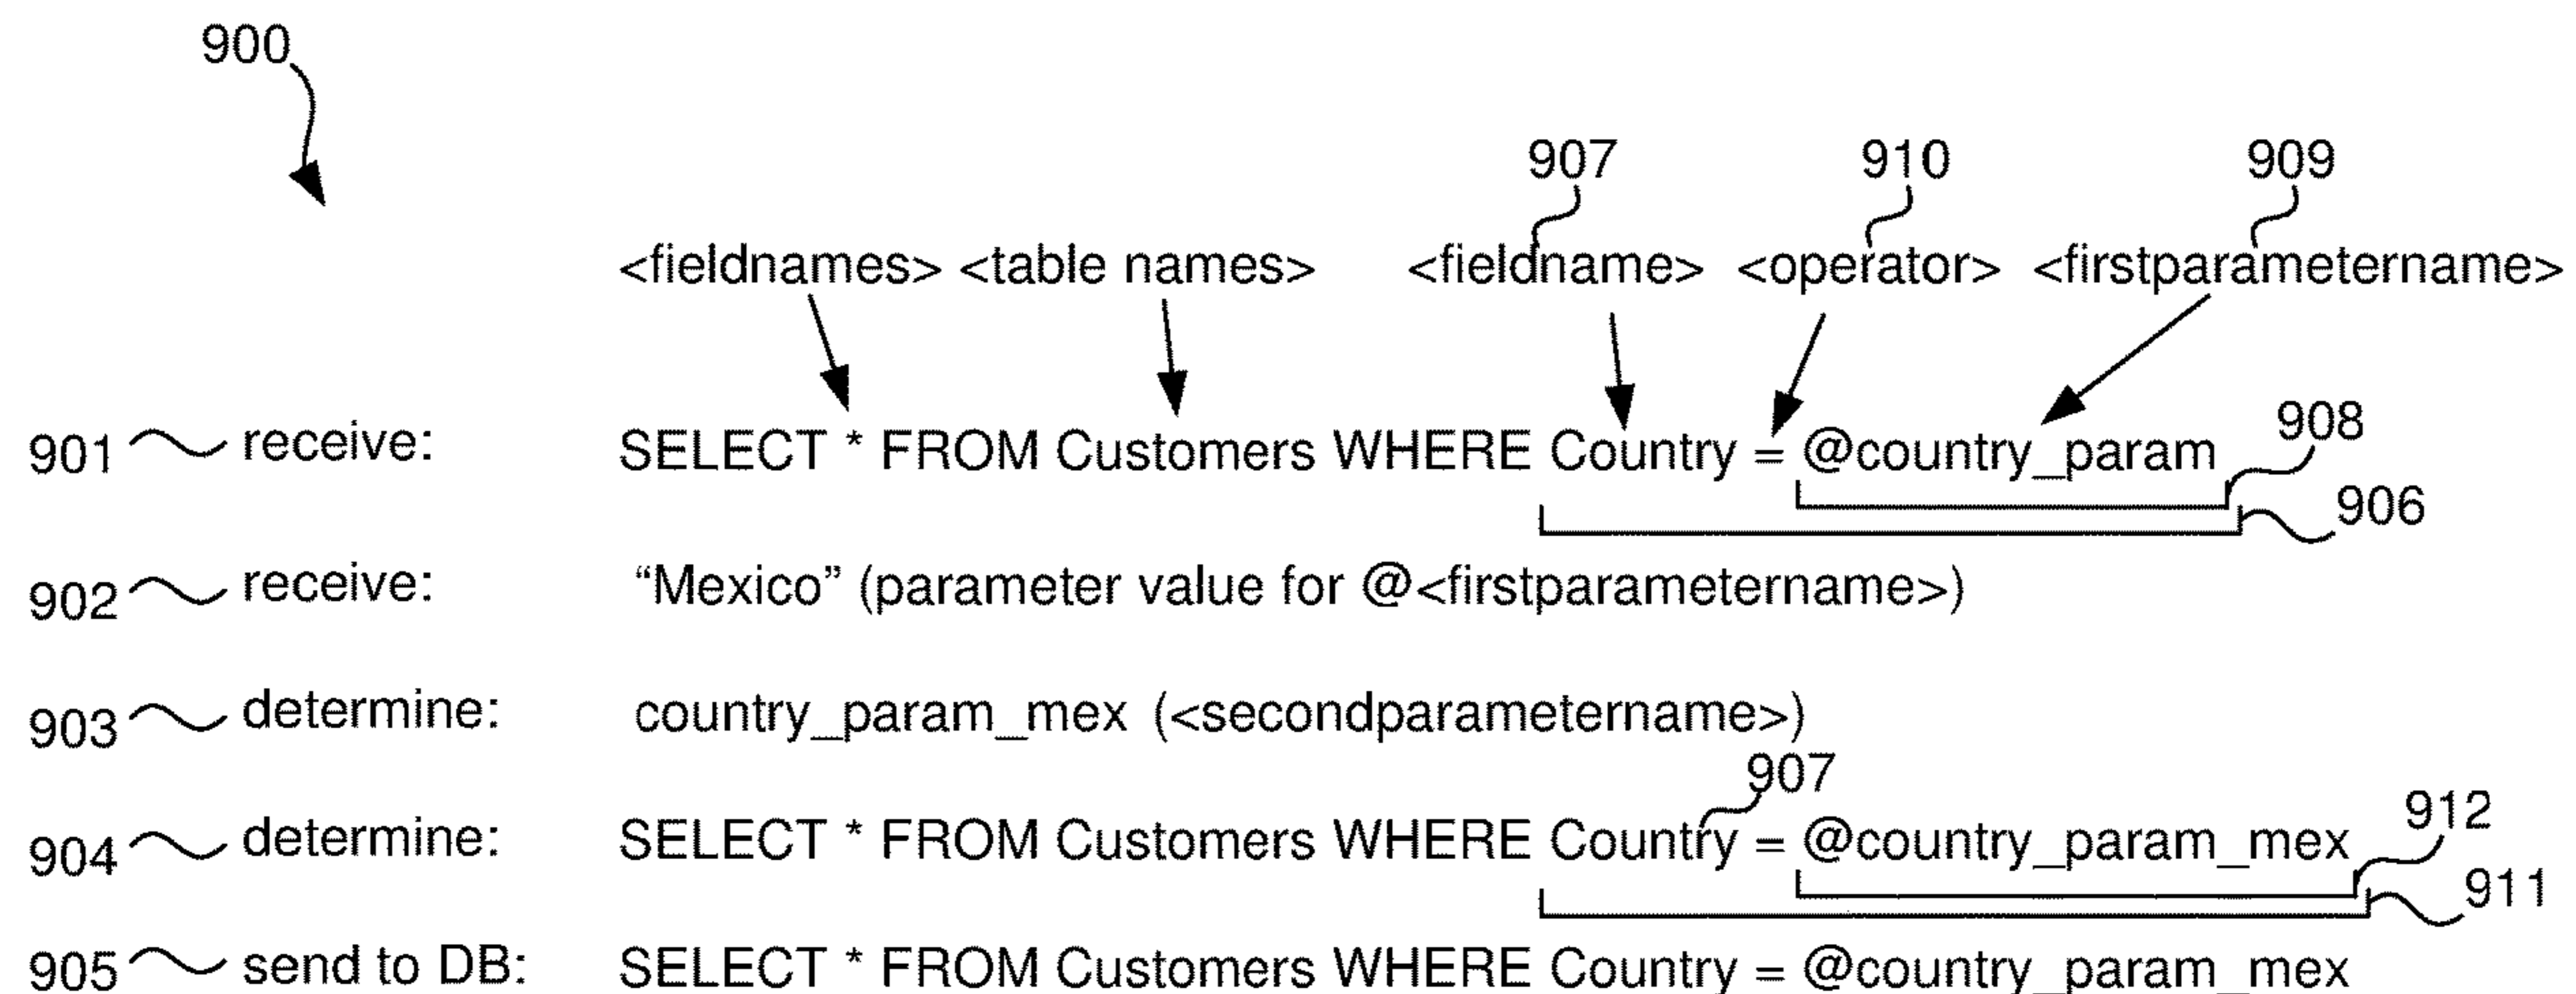 900
907 910 909
<fieldnames> <table names> <fieldname> <operator> <firstparametername>
901 receive: SELECT * FROM Customers WHERE Country = @country_param 908
906
902 receive: “Mexico” (parameter value for @<firstparametername>)
903 determine: country_param_mex (<secondparametername>)
907
904 determine: SELECT * FROM Customers WHERE Country = @country_param_mex 912
911
905 send to DB: SELECT * FROM Customers WHERE Country = @country_param_mex